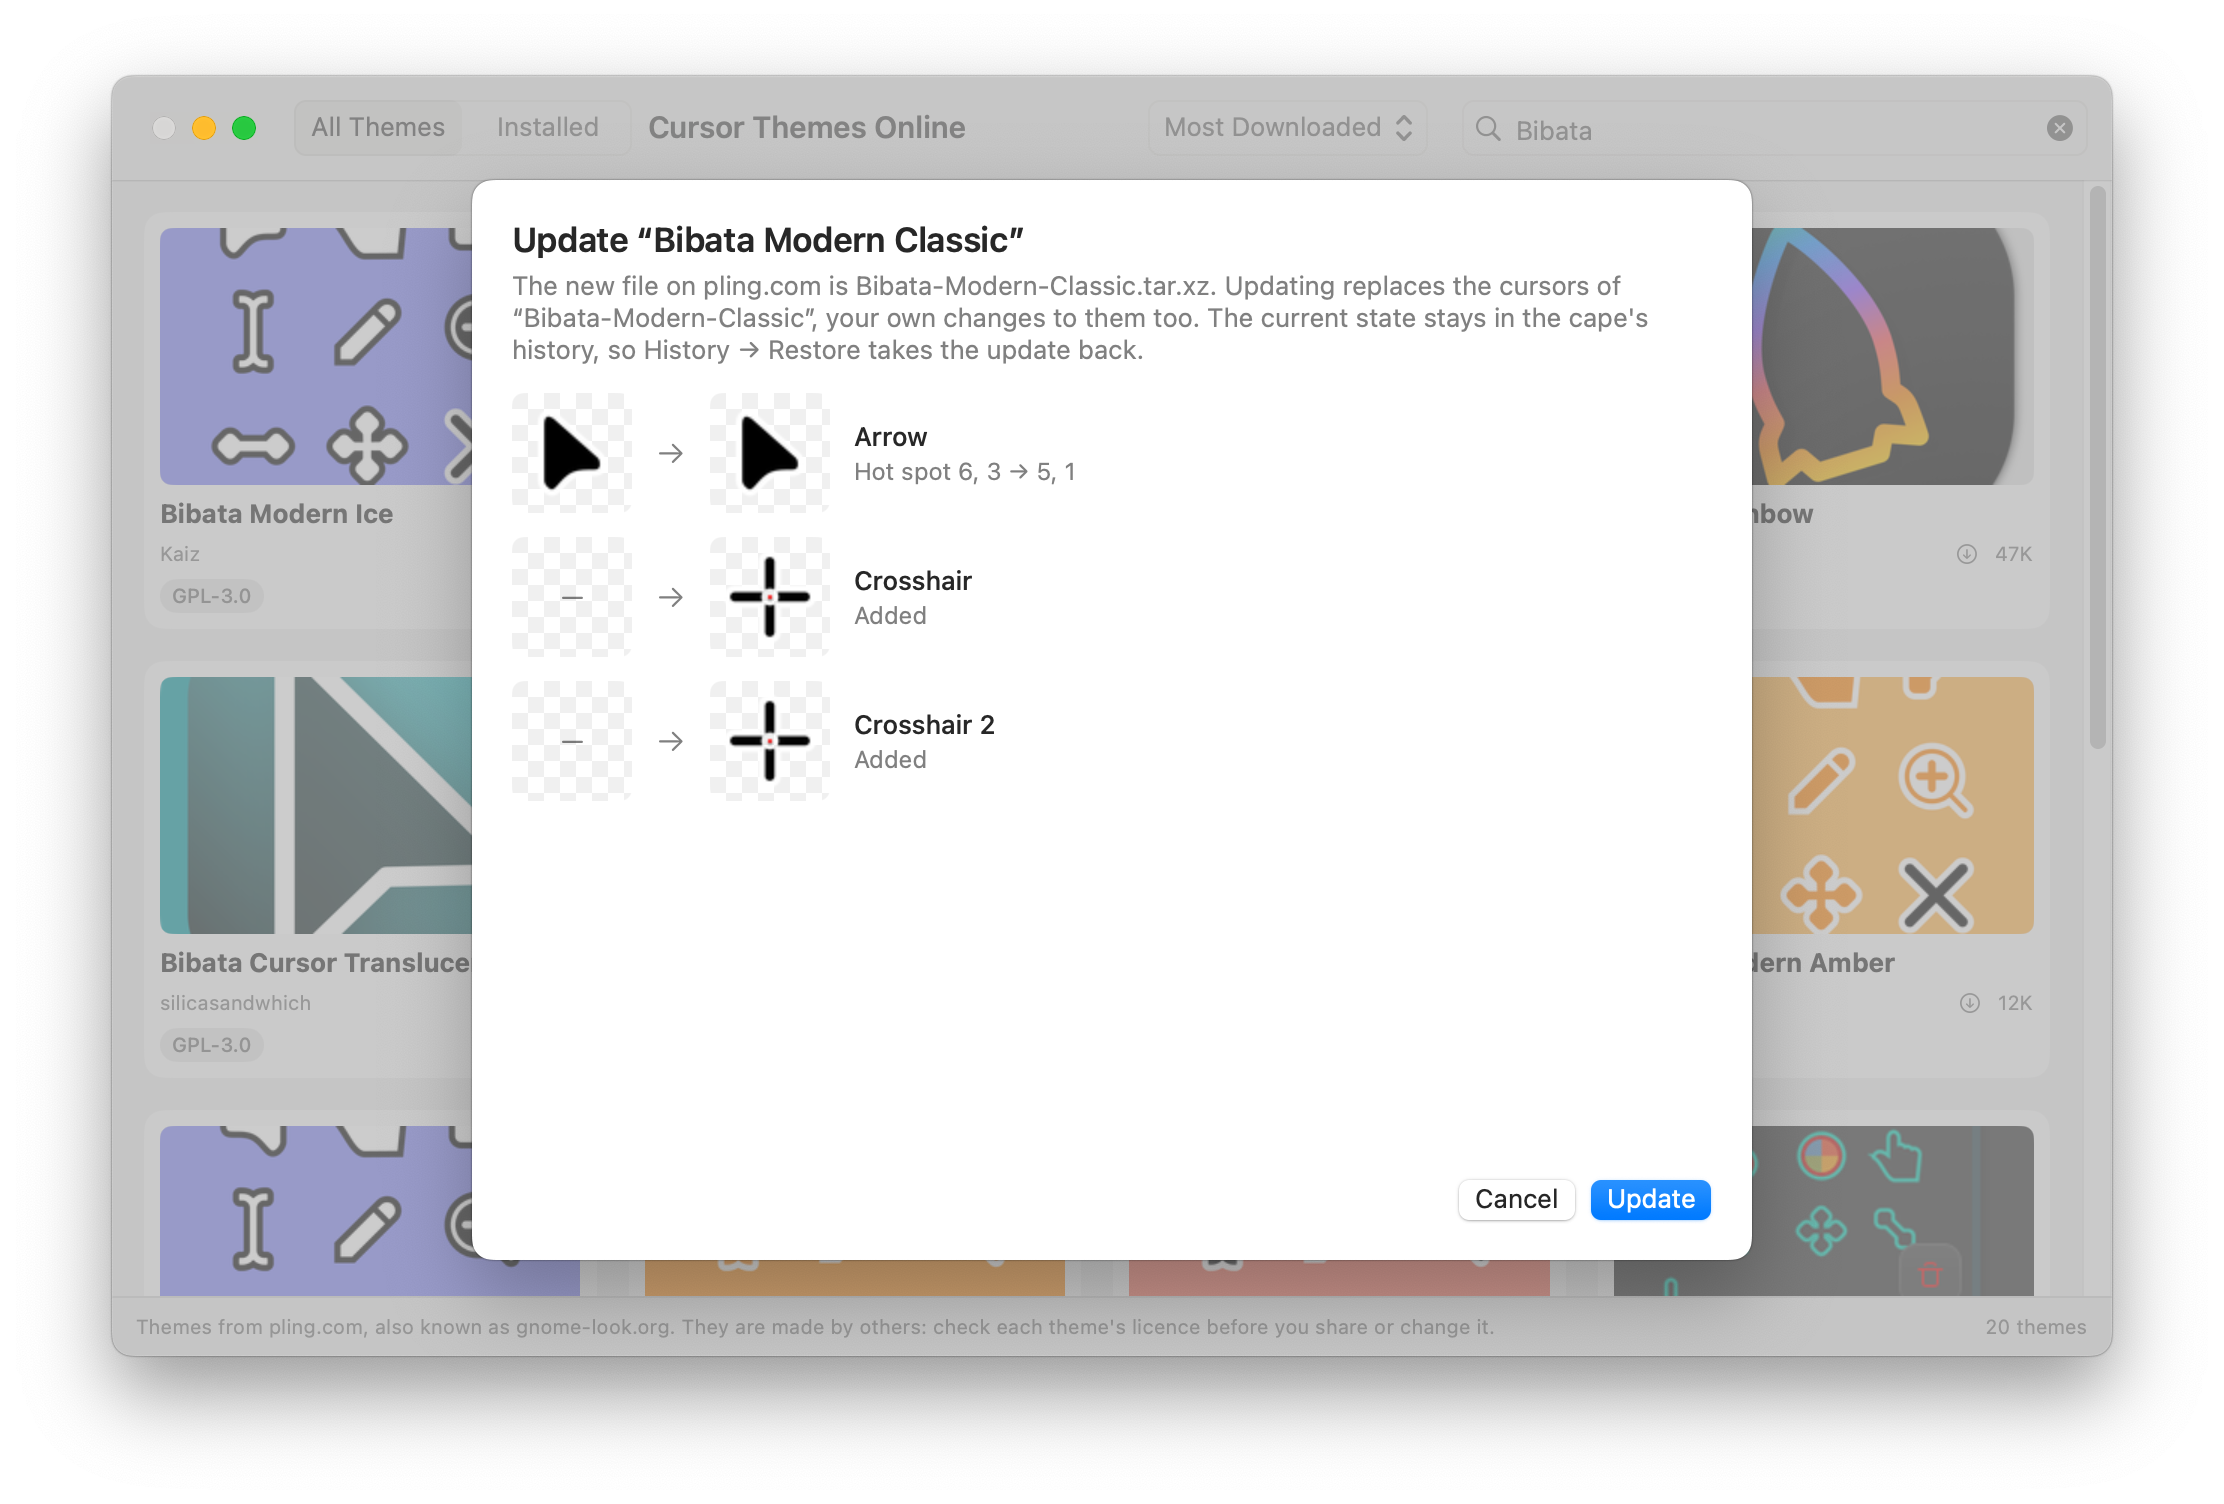 All Themes
Installed
Cursor Themes Online
Most Downloaded
Bibata
Update “Bibata Modern Classic”
The new file on pling.com is Bibata-Modern-Classic.tar.xz. Updating replaces the cursors of
“Bibata-Modern-Classic”, your own changes to them too. The current state stays in the cape's
history, so History → Restore takes the update back.
Arrow
Hot spot 6, 3 → 5, 1
Crosshair
Added
Crosshair 2
Added
Cancel
Update
Bibata Modern Ice
Kaiz
GPL-3.0
47K
Bibata Cursor
silicasandwhich
GPL-3.0
Amber
12K
Themes from pling.com, also known as gnome-look.org. They are made by others: check each theme's licence before you share or change it.
20 themes